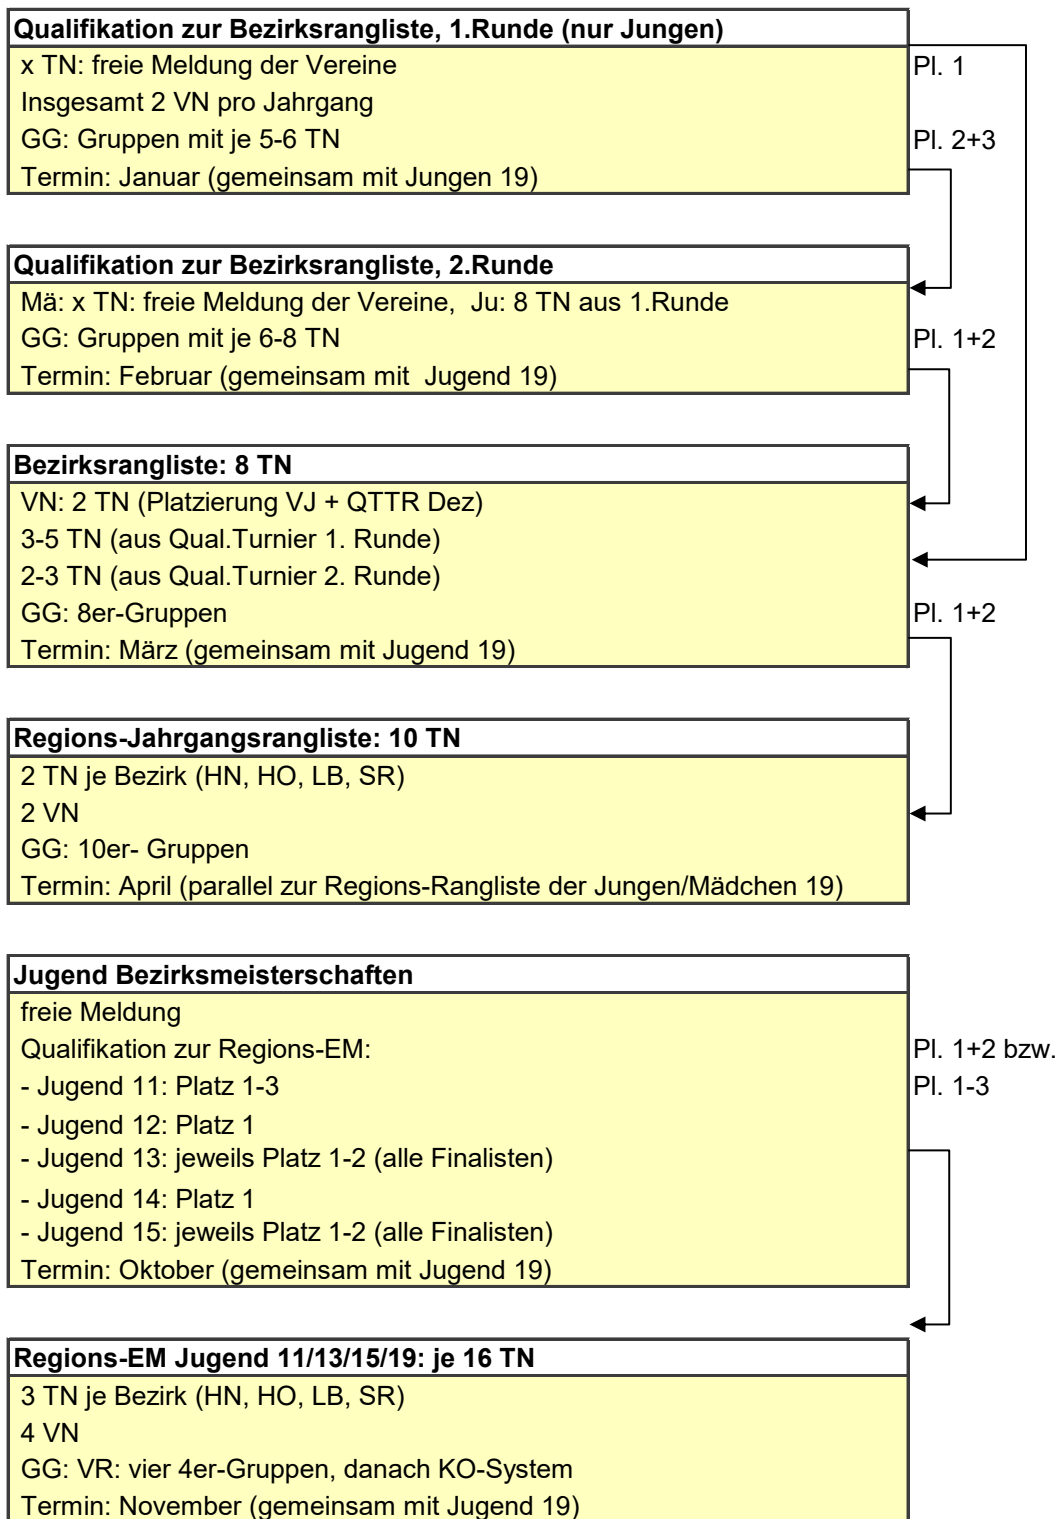 Qualifikation zur Bezirksrangliste, 1.Runde (nur Jungen)
x TN: freie Meldung der Vereine Pl. 1
Insgesamt 2 VN pro Jahrgang
GG: Gruppen mit je 5-6 TN Pl. 2+3
Termin: Januar (gemeinsam mit Jungen 19)
Qualifikation zur Bezirksrangliste, 2.Runde
Mä: x TN: freie Meldung der Vereine, Ju: 8 TN aus 1.Runde
GG: Gruppen mit je 6-8 TN Pl. 1+2
Termin: Februar (gemeinsam mit Jugend 19)
Bezirksrangliste: 8 TN
VN: 2 TN (Platzierung VJ + QTTR Dez)
3-5 TN (aus Qual.Turnier 1. Runde)
2-3 TN (aus Qual.Turnier 2. Runde)
GG: 8er-Gruppen Pl. 1+2
Termin: März (gemeinsam mit Jugend 19)
Regions-Jahrgangsrangliste: 10 TN
2 TN je Bezirk (HN, HO, LB, SR)
2 VN
GG: 10er- Gruppen
Termin: April (parallel zur Regions-Rangliste der Jungen/Mädchen 19)
Jugend Bezirksmeisterschaften
freie Meldung
Qualifikation zur Regions-EM: Pl. 1+2 bzw.
- Jugend 11: Platz 1-3 Pl. 1-3
- Jugend 12: Platz 1
- Jugend 13: jeweils Platz 1-2 (alle Finalisten)
- Jugend 14: Platz 1
- Jugend 15: jeweils Platz 1-2 (alle Finalisten)
Termin: Oktober (gemeinsam mit Jugend 19)
Regions-EM Jugend 11/13/15/19: je 16 TN
3 TN je Bezirk (HN, HO, LB, SR)
4 VN
GG: VR: vier 4er-Gruppen, danach KO-System
Termin: November (gemeinsam mit Jugend 19)